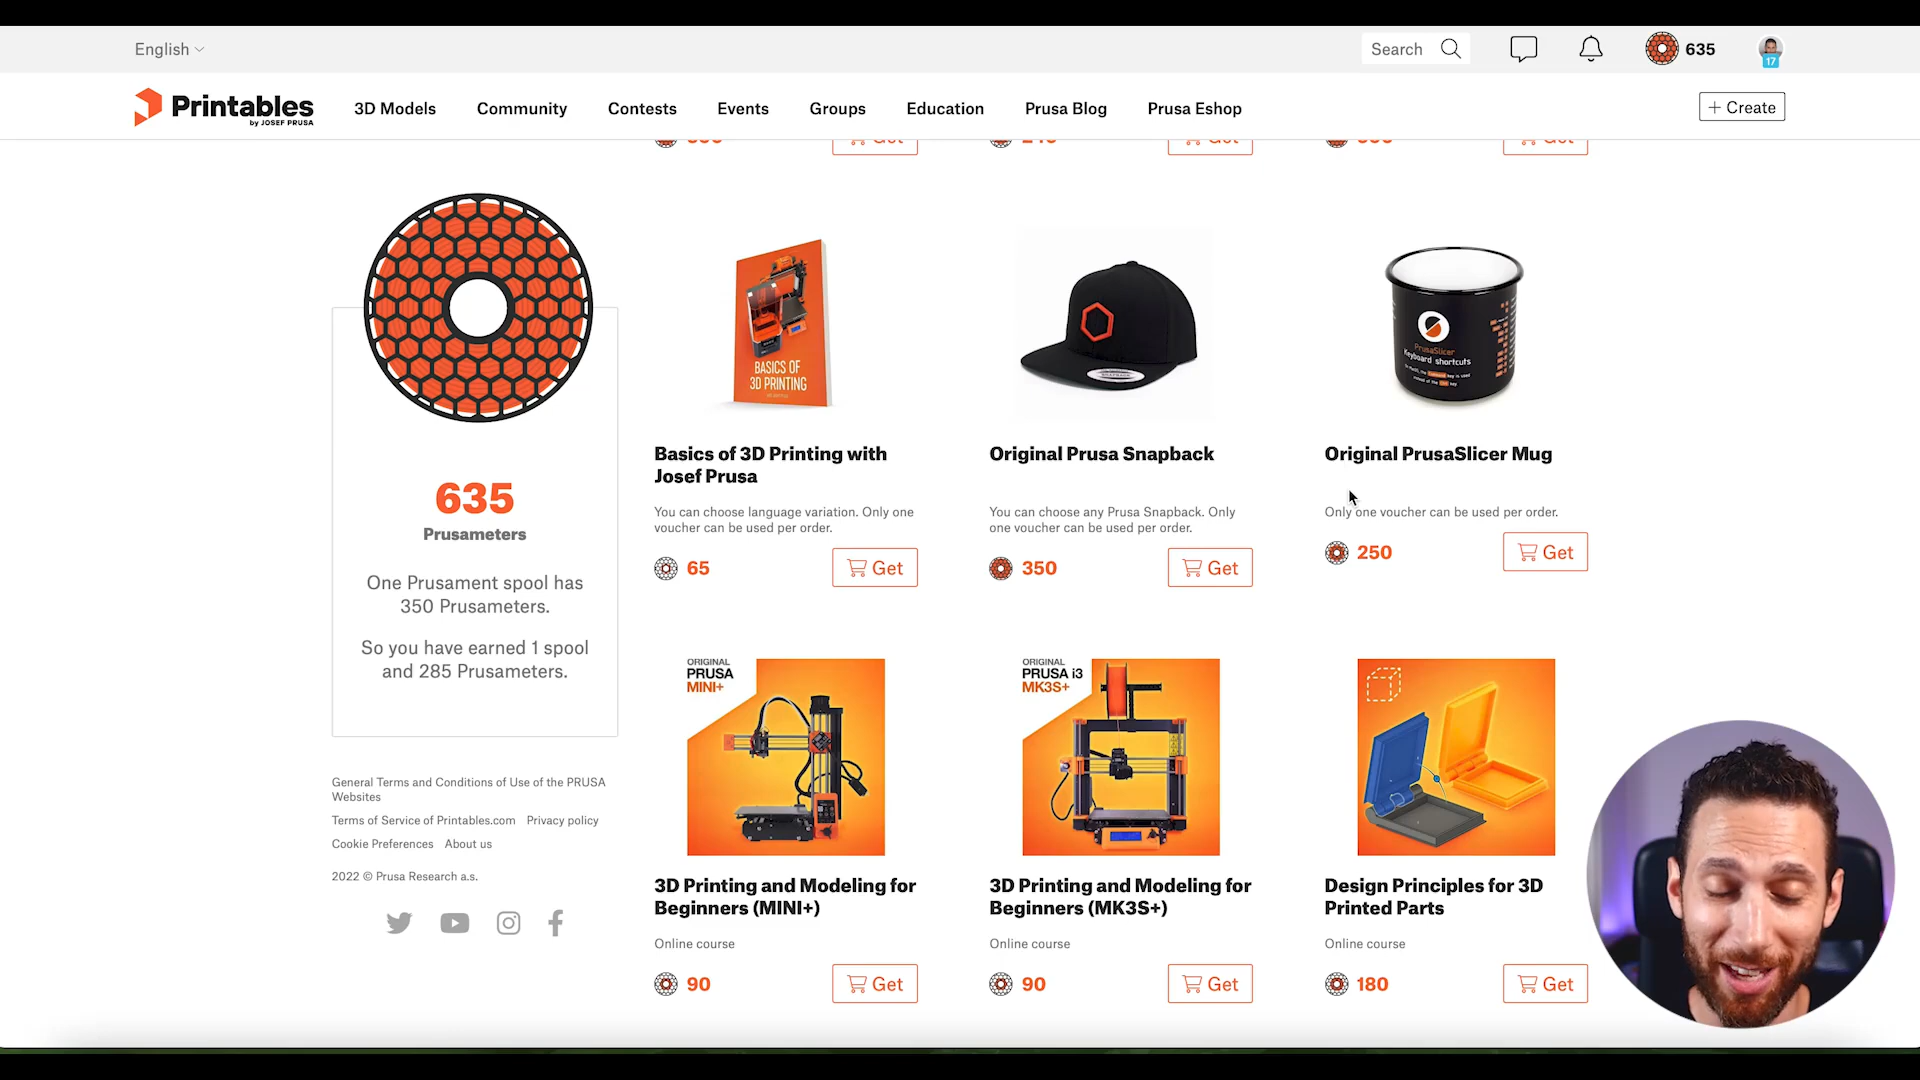 English
Search
635
17
Printables
by JOSEF PRUSA
3D Models
Community
Contests
Events
Groups
Education
Prusa Blog
Prusa Eshop
+ Create
635
Prusameters
One Prusament spool has
350 Prusameters.
So you have earned 1 spool
and 285 Prusameters.
General Terms and Conditions of Use of the PRUSA
Websites
Terms of Service of Printables.com Privacy policy
Cookie Preferences About us
2022 © Prusa Research a.s.
BASICS OF
3D PRINTING
Basics of 3D Printing with
Josef Prusa
You can choose language variation. Only one
voucher can be used per order.
65
Get
Original Prusa Snapback
You can choose any Prusa Snapback. Only
one voucher can be used per order.
350
Get
PrusaSlicer
Keyboard shortcuts
Original PrusaSlicer Mug
Only one voucher can be used per order.
250
Get
ORIGINAL
PRUSA
MINI+
3D Printing and Modeling for
Beginners (MINI+)
Online course
90
Get
ORIGINAL
PRUSA i3
MK3S+
3D Printing and Modeling for
Beginners (MK3S+)
Online course
90
Get
Design Principles for 3D
Printed Parts
Online course
180
Get